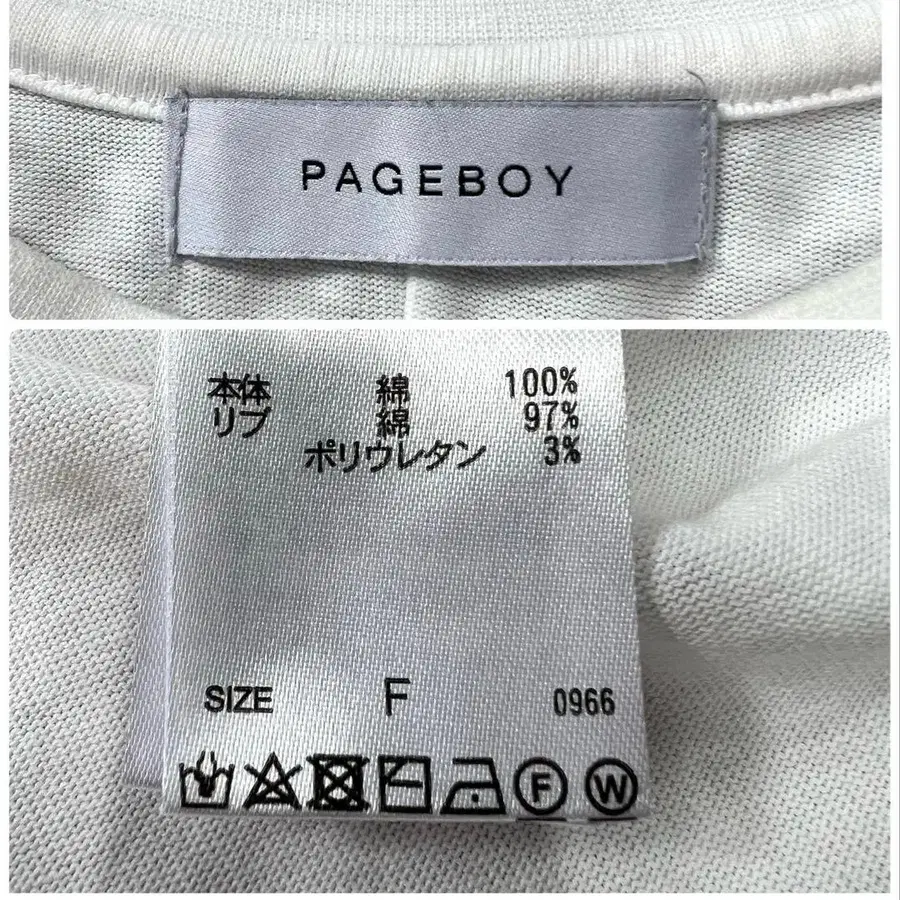 PAGEBOY
本体 綿 100%
リブ 綿 97%
ポリウレタン 3%
SIZE F 0966
F W